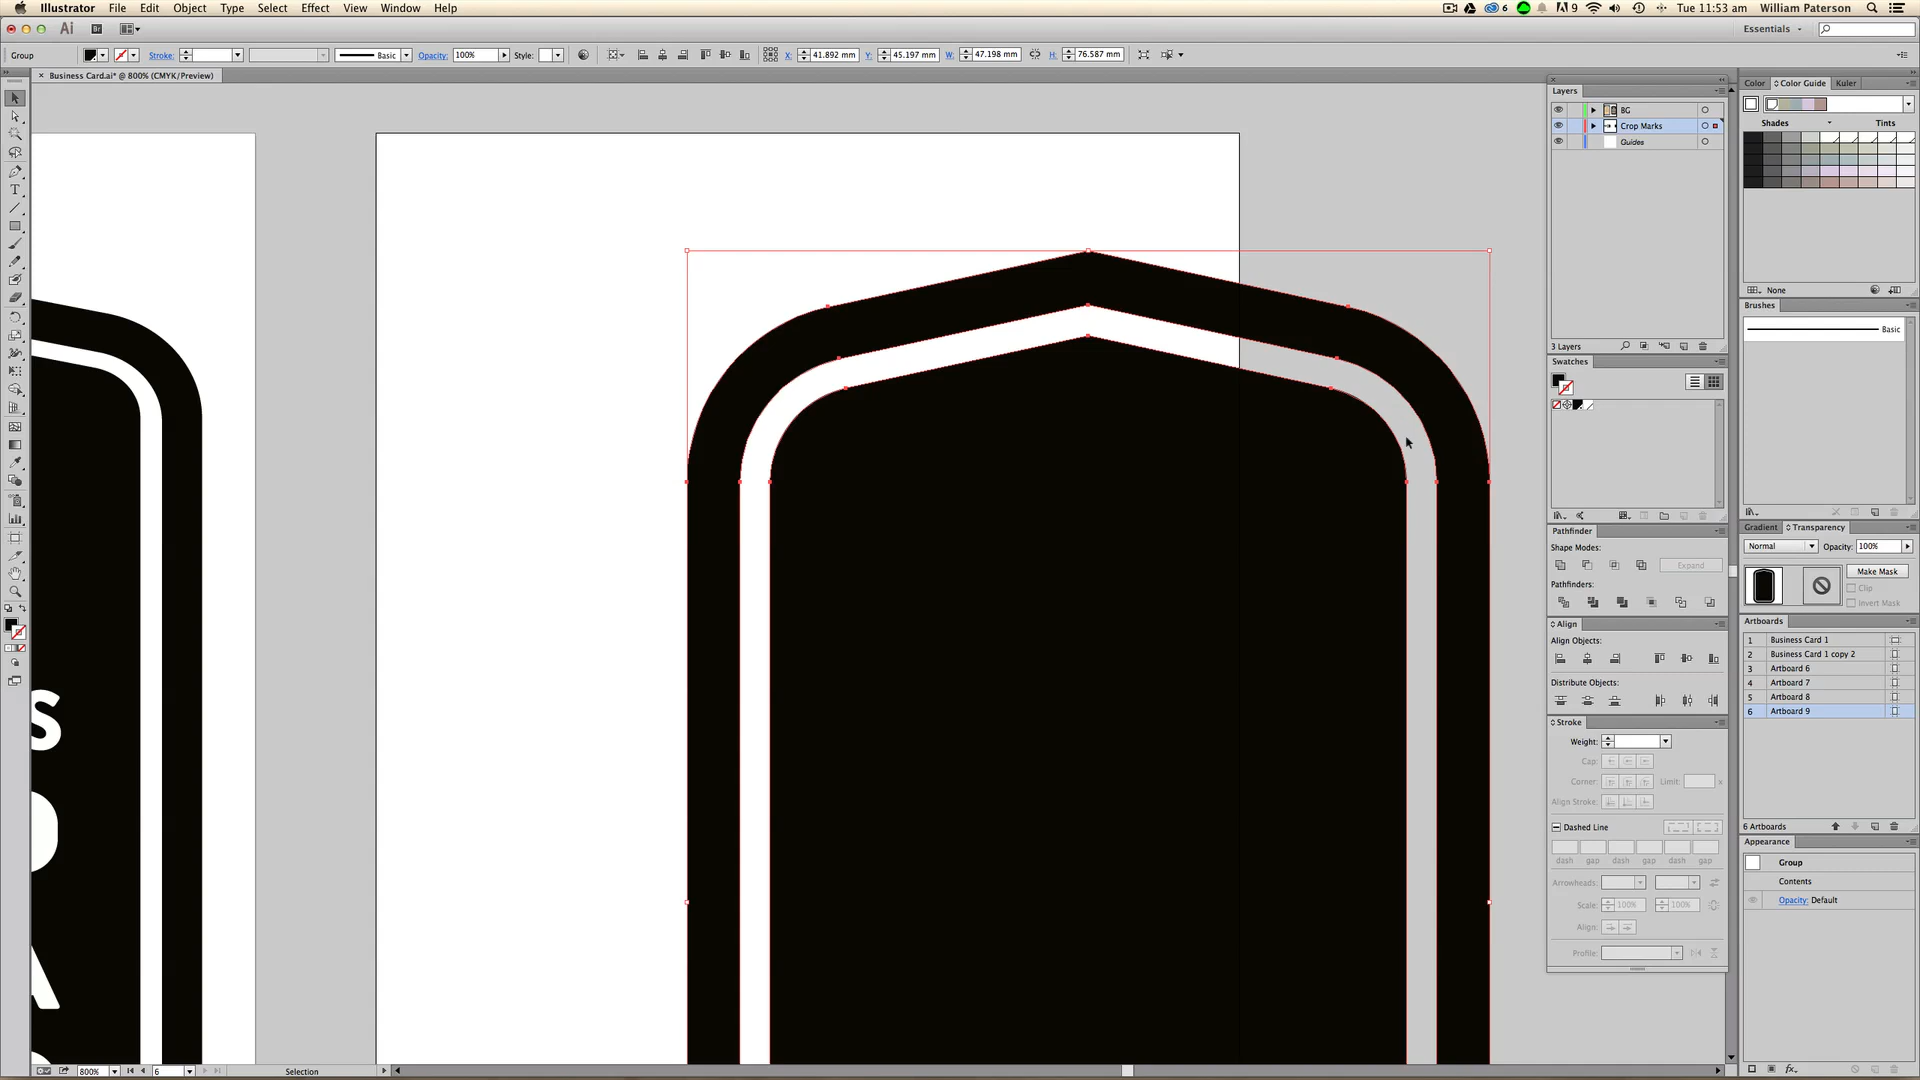 Illustrator File Edit Object Type Select Effect View Window Help
6 9 Tue 11:53 am William Paterson
Ai Br Essentials
Group Stroke: Basic Opacity: 100% Style: X: 41.892 mm Y: 45.197 mm W: 47.198 mm H: 76.587 mm
× Business Card.ai* @ 800% (CMYK/Preview)
Layers
BG
Crop Marks
Guides
3 Layers
Swatches
Pathfinder
Shape Modes:
Expand
Pathfinders:
Align
Align Objects:
Distribute Objects:
Stroke
Weight:
Cap:
Corner: Limit: x
Align Stroke:
Dashed Line
dash gap dash gap dash gap
Arrowheads:
Scale: 100% 100%
Align:
Profile:
Color Color Guide Kuler
Shades Tints
None
Brushes
Basic
Gradient Transparency
Normal Opacity: 100%
Make Mask
Clip
Invert Mask
Artboards
1 Business Card 1
2 Business Card 1 copy 2
3 Artboard 6
4 Artboard 7
5 Artboard 8
6 Artboard 9
6 Artboards
Appearance
Group
Contents
Opacity: Default
fx
S
A
800% 6 Selection